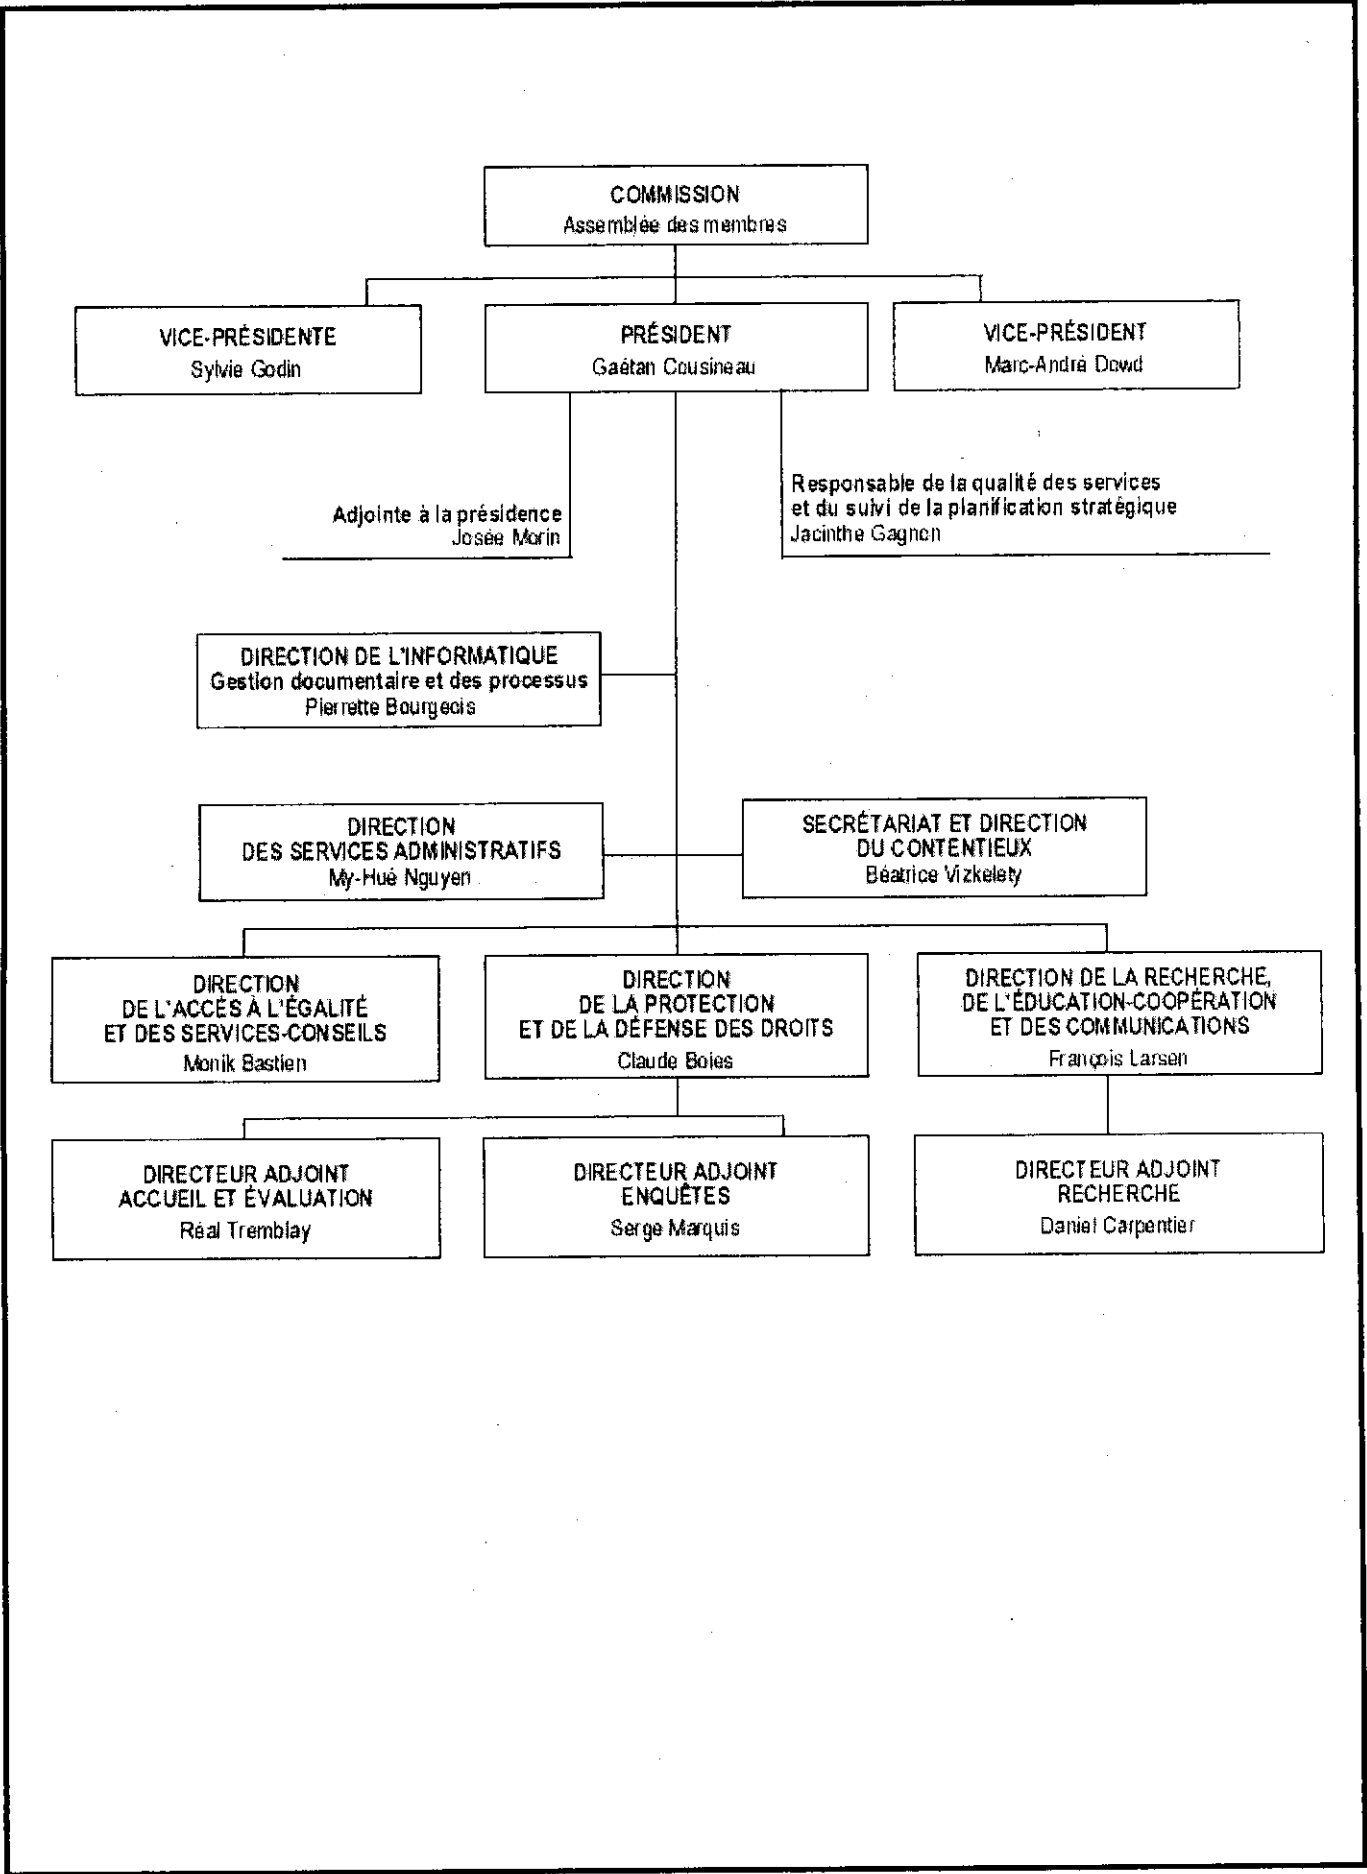 COMMISSION
Assemblée des membres
VICE-PRÉSIDENTE
Sylvie Godin
PRÉSIDENT
Gaétan Cousineau
VICE-PRÉSIDENT
Marc-André Dowd
Adjointe à la présidence
Josée Morin
Responsable de la qualité des services
et du suivi de la planification stratégique
Jacinthe Gagnon
DIRECTION DE L'INFORMATIQUE
Gestion documentaire et des processus
Pierrette Bourgeois
DIRECTION
DES SERVICES ADMINISTRATIFS
My-Hué Nguyen
SECRÉTARIAT ET DIRECTION
DU CONTENTIEUX
Béatrice Vizkelety
DIRECTION
DE L'ACCÈS À L'ÉGALITÉ
ET DES SERVICES-CONSEILS
Monik Bastien
DIRECTION
DE LA PROTECTION
ET DE LA DÉFENSE DES DROITS
Claude Boies
DIRECTION DE LA RECHERCHE,
DE L'ÉDUCATION-COOPÉRATION
ET DES COMMUNICATIONS
François Larsen
DIRECTEUR ADJOINT
ACCUEIL ET ÉVALUATION
Réal Tremblay
DIRECTEUR ADJOINT
ENQUÊTES
Serge Marquis
DIRECTEUR ADJOINT
RECHERCHE
Daniel Carpentier